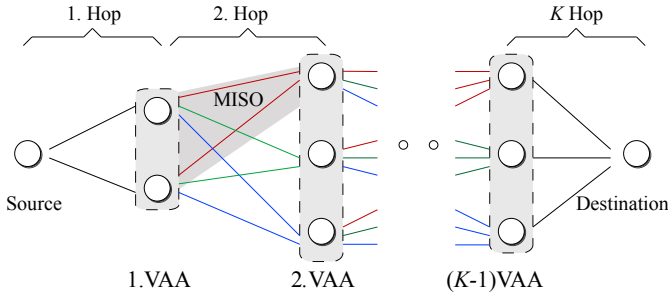 1. Hop
2. Hop
K Hop
MISO
Source
Destination
1.VAA
2.VAA
(K-1)VAA